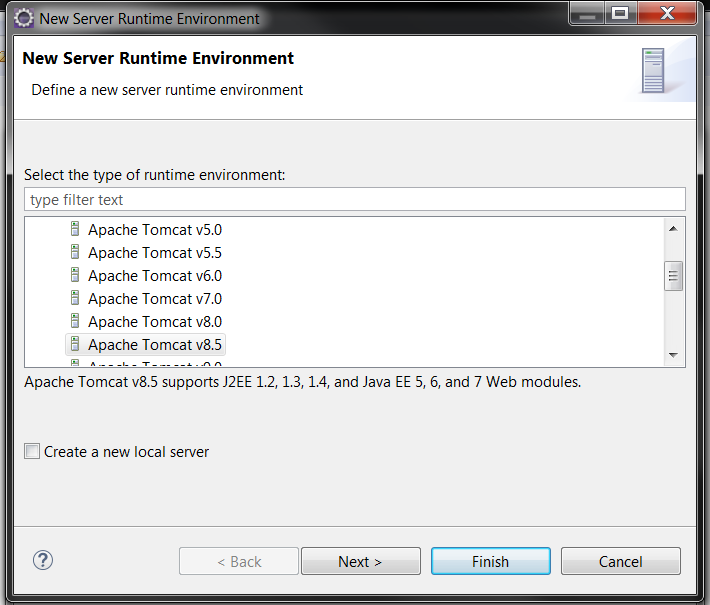 New Server Runtime Environment
New Server Runtime Environment
Define a new server runtime environment
Select the type of runtime environment:
type filter text
Apache Tomcat v5.0
Apache Tomcat v5.5
Apache Tomcat v6.0
Apache Tomcat v7.0
Apache Tomcat v8.0
Apache Tomcat v8.5
Apache Tomcat v8.5 supports J2EE 1.2, 1.3, 1.4, and Java EE 5, 6, and 7 Web modules.
Create a new local server
?
< Back
Next >
Finish
Cancel